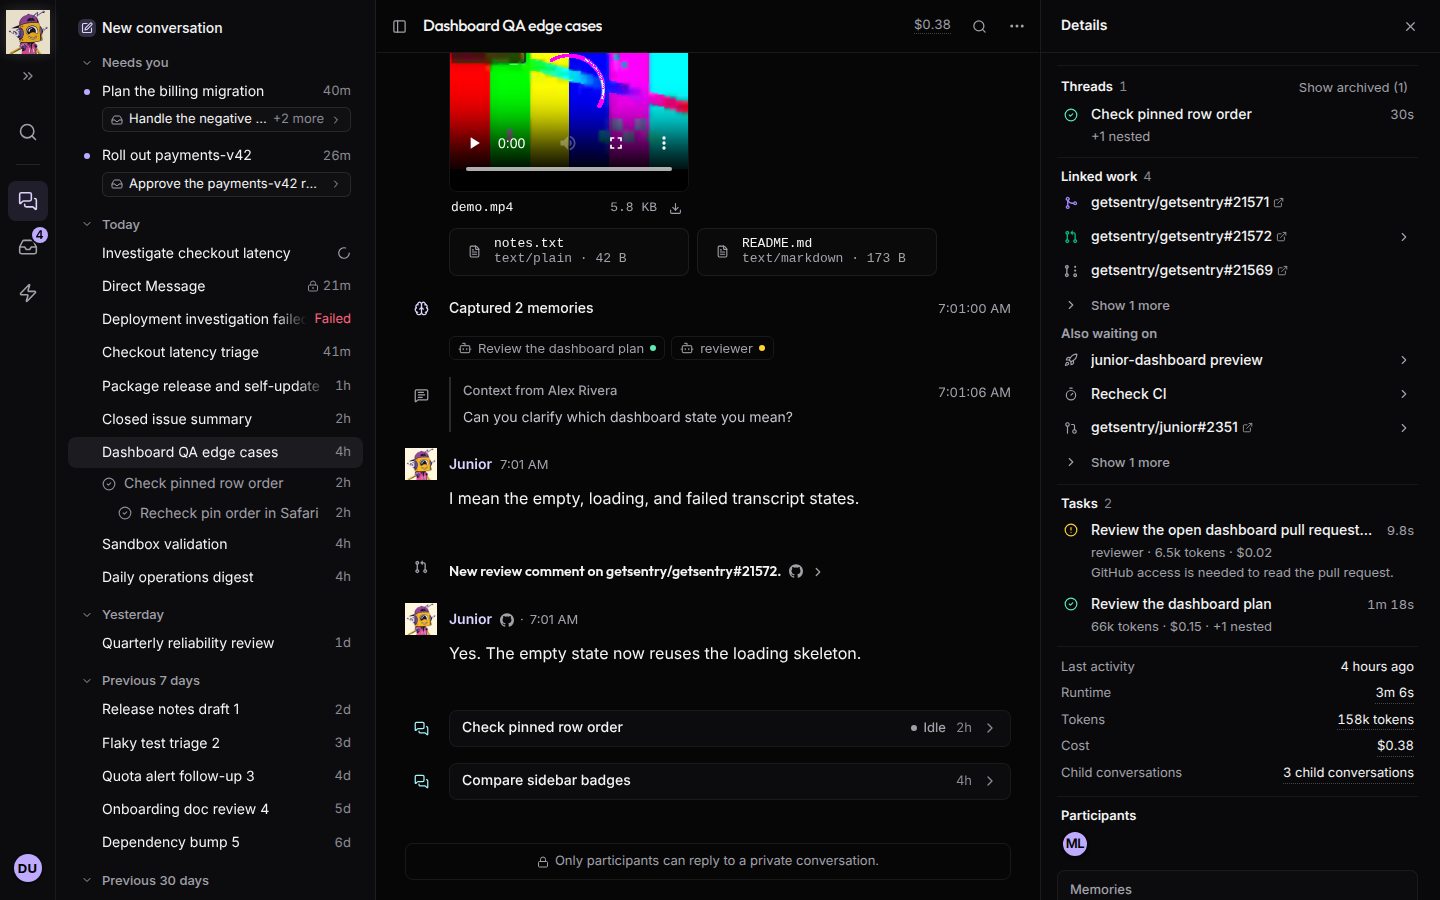 New conversation
Needs you
Plan the billing migration 40m
Handle the negative ... +2 more
Roll out payments-v42 26m
Approve the payments-v42 r...
Today
4
Investigate checkout latency
Direct Message 21m
Deployment investigation failed Failed
Checkout latency triage 41m
Package release and self-update 1h
Closed issue summary 2h
Dashboard QA edge cases 4h
Check pinned row order 2h
Recheck pin order in Safari 2h
Sandbox validation 4h
Daily operations digest 4h
Yesterday
Quarterly reliability review 1d
Previous 7 days
Release notes draft 1 2d
Flaky test triage 2 3d
Quota alert follow-up 3 4d
Onboarding doc review 4 5d
Dependency bump 5 6d
Previous 30 days
DU
Dashboard QA edge cases $0.38
0:00
demo.mp4 5.8 KB
notes.txt
text/plain · 42 B
README.md
text/markdown · 173 B
Captured 2 memories 7:01:00 AM
Review the dashboard plan reviewer
Context from Alex Rivera 7:01:06 AM
Can you clarify which dashboard state you mean?
Junior 7:01 AM
I mean the empty, loading, and failed transcript states.
New review comment on getsentry/getsentry#21572.
Junior · 7:01 AM
Yes. The empty state now reuses the loading skeleton.
Check pinned row order Idle 2h
Compare sidebar badges 4h
Only participants can reply to a private conversation.
Details
Threads 1 Show archived (1)
Check pinned row order 30s
+1 nested
Linked work 4
getsentry/getsentry#21571
getsentry/getsentry#21572
getsentry/getsentry#21569
Show 1 more
Also waiting on
junior-dashboard preview
Recheck CI
getsentry/junior#2351
Show 1 more
Tasks 2
Review the open dashboard pull request... 9.8s
reviewer · 6.5k tokens · $0.02
GitHub access is needed to read the pull request.
Review the dashboard plan 1m 18s
66k tokens · $0.15 · +1 nested
Last activity 4 hours ago
Runtime 3m 6s
Tokens 158k tokens
Cost $0.38
Child conversations 3 child conversations
Participants
ML
Memories